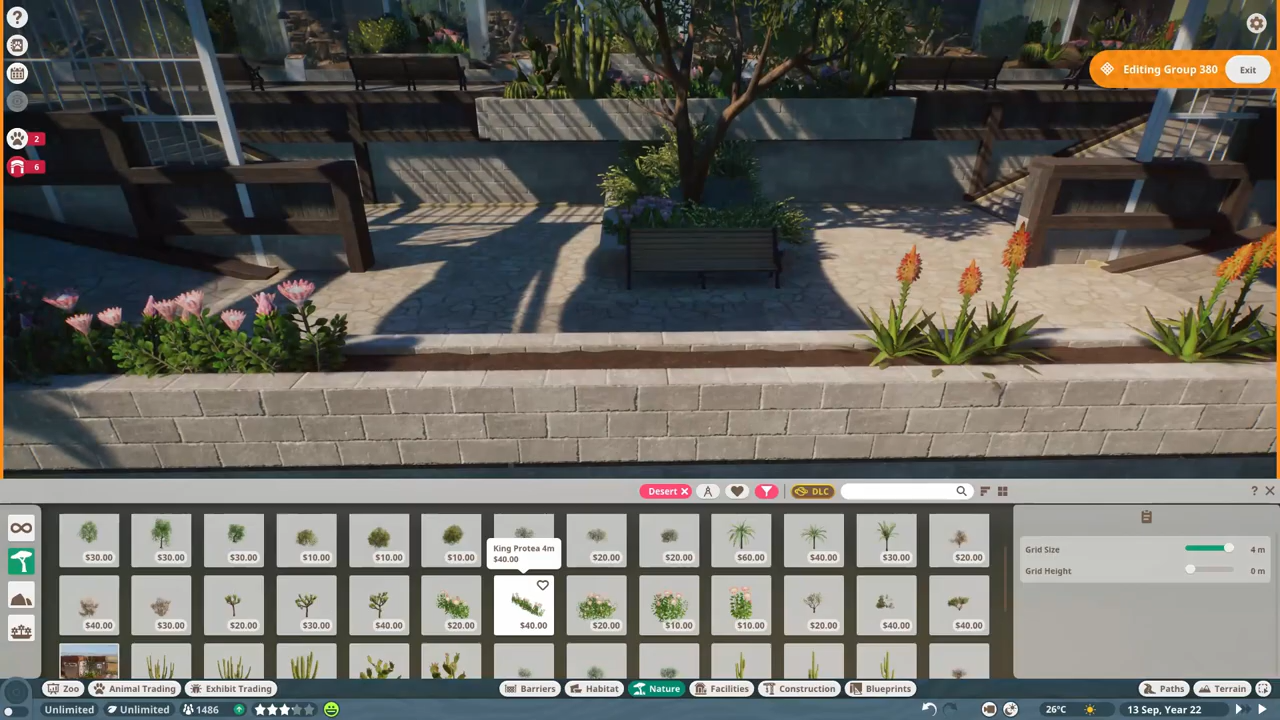 ?
Editing Group 380
Exit
2
6
Desert ✕
DLC
? ✕
$30.00 $30.00 $30.00 $10.00 $10.00 $10.00 $20.00 $20.00 $60.00 $40.00 $30.00 $20.00
King Protea 4m
$40.00
$40.00 $30.00 $20.00 $30.00 $40.00 $20.00 $40.00 $20.00 $10.00 $10.00 $20.00 $40.00 $40.00
Grid Size 4 m
Grid Height 0 m
Zoo Animal Trading Exhibit Trading Barriers Habitat Nature Facilities Construction Blueprints Paths Terrain
Unlimited Unlimited 1486 26°C 13 Sep, Year 22